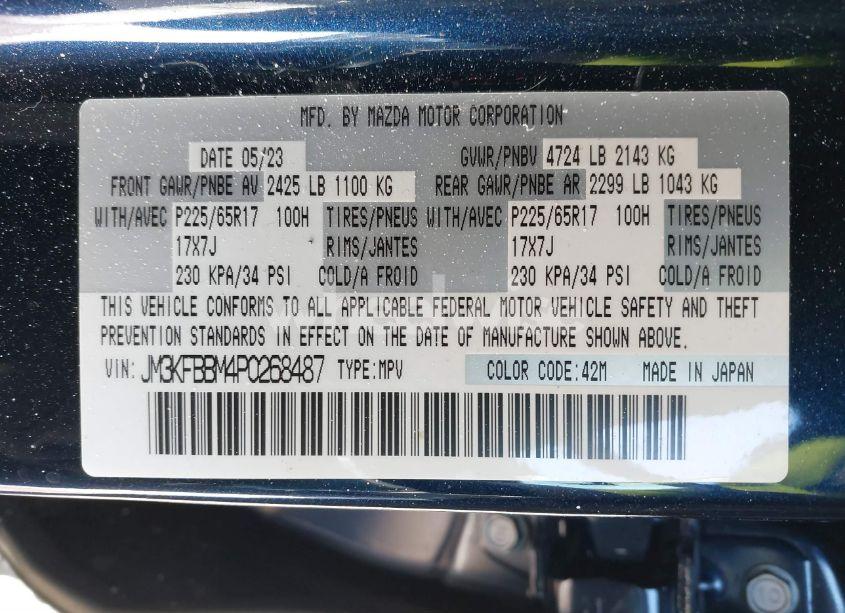 MFD. BY MAZDA MOTOR CORPORATION
DATE 05/23 GVWR/PNBV 4724 LB 2143 KG
FRONT GAWR/PNBE AV 2425 LB 1100 KG REAR GAWR/PNBE AR 2299 LB 1043 KG
WITH/AVEC P225/65R17 100H TIRES/PNEUS WITH/AVEC P225/65R17 100H TIRES/PNEUS
17X7J RIMS/JANTES 17X7J RIMS/JANTES
230 KPA/34 PSI COLD/A FROID 230 KPA/34 PSI COLD/A FROID
THIS VEHICLE CONFORMS TO ALL APPLICABLE FEDERAL MOTOR VEHICLE SAFETY AND THEFT
PREVENTION STANDARDS IN EFFECT ON THE DATE OF MANUFACTURE SHOWN ABOVE.
VIN: JM3KFBBM4P0268487 TYPE:MPV COLOR CODE:42M MADE IN JAPAN